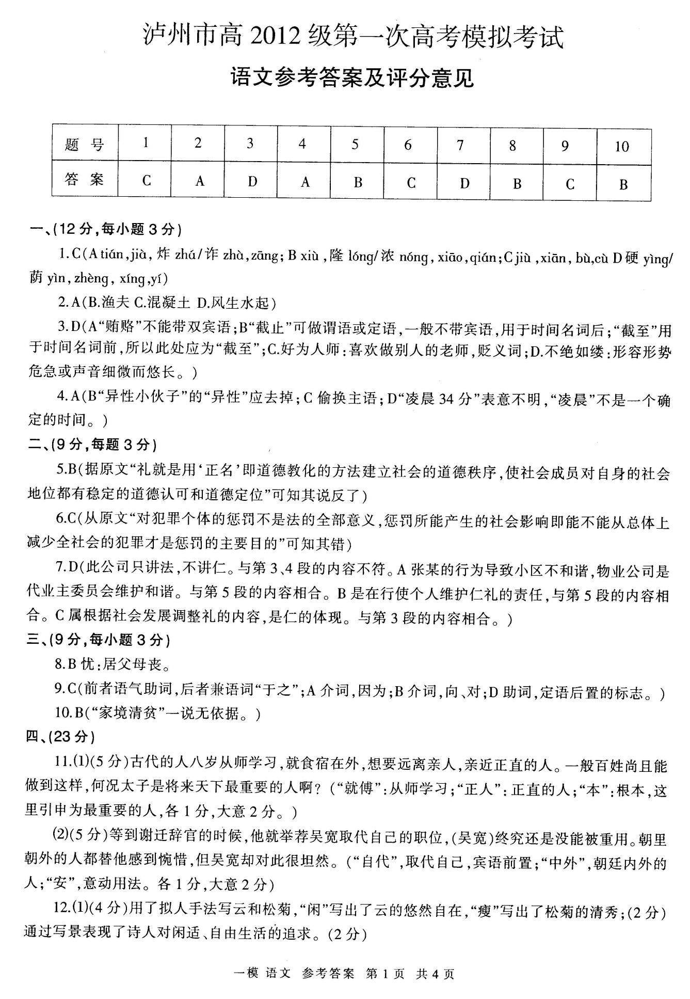 泸州市高 2012 级第一次高考模拟考试
语文参考答案及评分意见
题 号 1 2 3 4 5 6 7 8 9 10
答 案 C A D A B C D B C B
一、(12 分,每小题 3 分)
1.C(A tián,jià, 炸 zhá/诈 zhà,zāng; B xiù ,隆 lóng/浓 nóng, xiāo,qián;C jiù ,xiān, bù,cù D 硬 yìng/
荫 yìn, zhèng, xíng,yí)
2.A(B.渔夫 C.混凝土 D.风生水起)
3.D(A“贿赂”不能带双宾语;B“截止”可做谓语或定语,一般不带宾语,用于时间名词后;“截至”用
于时间名词前,所以此处应为“截至”;C.好为人师:喜欢做别人的老师,贬义词;D.不绝如缕:形容形势
危急或声音细微而悠长。)
4.A(B“异性小伙子”的“异性”应去掉; C 偷换主语; D“凌晨 34 分”表意不明,“凌晨”不是一个确
定的时间。)
二、(9 分,每题 3 分)
5.B(据原文“礼就是用‘正名’即道德教化的方法建立社会的道德秩序,使社会成员对自身的社会
地位都有稳定的道德认可和道德定位”可知其说反了)
6.C(从原文“对犯罪个体的惩罚不是法的全部意义,惩罚所能产生的社会影响即能不能从总体上
减少全社会的犯罪才是惩罚的主要目的”可知其错)
7.D(此公司只讲法,不讲仁。与第 3、4 段的内容不符。A 张某的行为导致小区不和谐,物业公司是
代业主委员会维护和谐。与第 5 段的内容相合。B 是在行使个人维护仁礼的责任,与第 5 段的内容相
合。C 属根据社会发展调整礼的内容,是仁的体现。与第 3 段的内容相合。)
三、(9 分,每小题 3 分)
8.B 忧:居父母丧。
9.C(前者语气助词,后者兼语词“于之”;A 介词,因为;B 介词,向、对;D 助词,定语后置的标志。)
10.B(“家境清贫”一说无依据。)
四、(23 分)
11.⑴(5 分)古代的人八岁从师学习,就食宿在外,想要远离亲人,亲近正直的人。一般百姓尚且能
做到这样,何况太子是将来天下最重要的人啊? (“就傅”:从师学习;“正人”: 正直的人;“本”:根本,这
里引申为最重要的人,各 1 分,大意 2 分。)
⑵(5 分)等到谢迁辞官的时候,他就举荐吴宽取代自己的职位,(吴宽)终究还是没能被重用。朝里
朝外的人都替他感到惋惜,但吴宽却对此很坦然。(“自代”,取代自己,宾语前置;“中外”,朝廷内外的
人;“安”,意动用法。各 1 分,大意 2 分)
12.⑴(4 分)用了拟人手法写云和松菊,“闲”写出了云的悠然自在,“瘦”写出了松菊的清秀;(2 分)
通过写景表现了诗人对闲适、自由生活的追求。(2 分)
一模 语文 参考答案 第 1 页 共 4 页